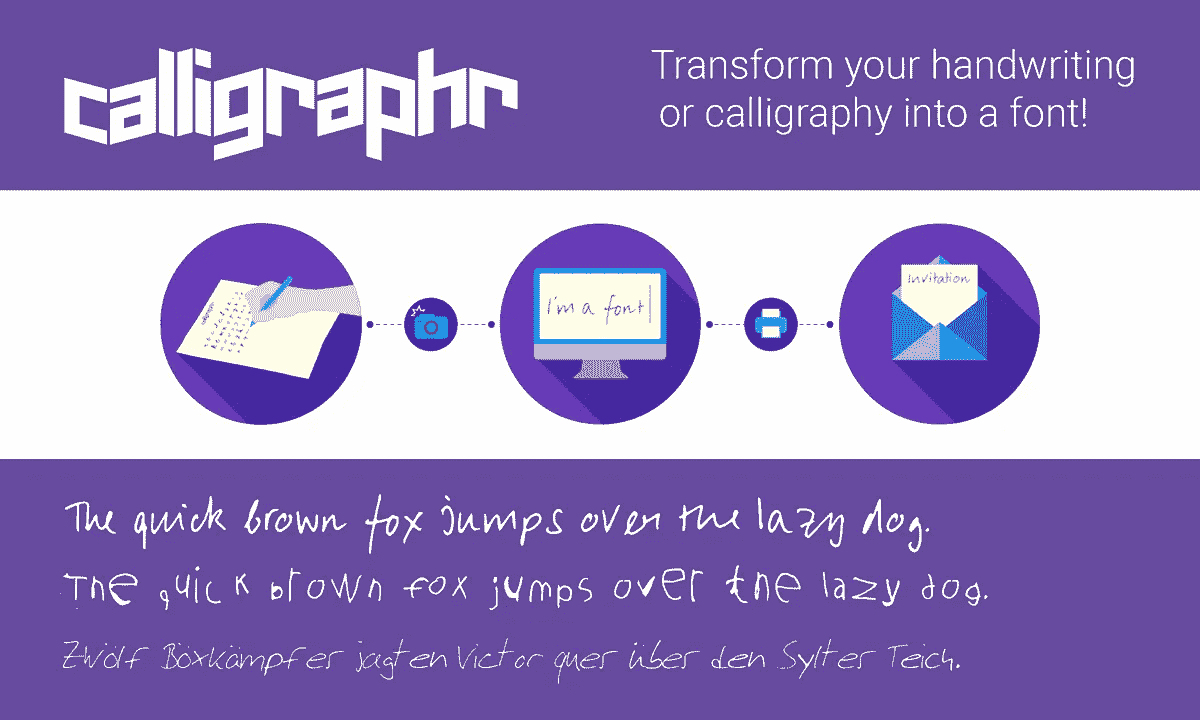 calligraphr
Transform your handwriting
or calligraphy into a font!
I'm a font
Invitation
The quick brown fox jumps over the lazy dog.
The quick brown fox jumps over the lazy dog.
Zwölf Böxkämpfer jagten Victor quer über den Sylter Teich.